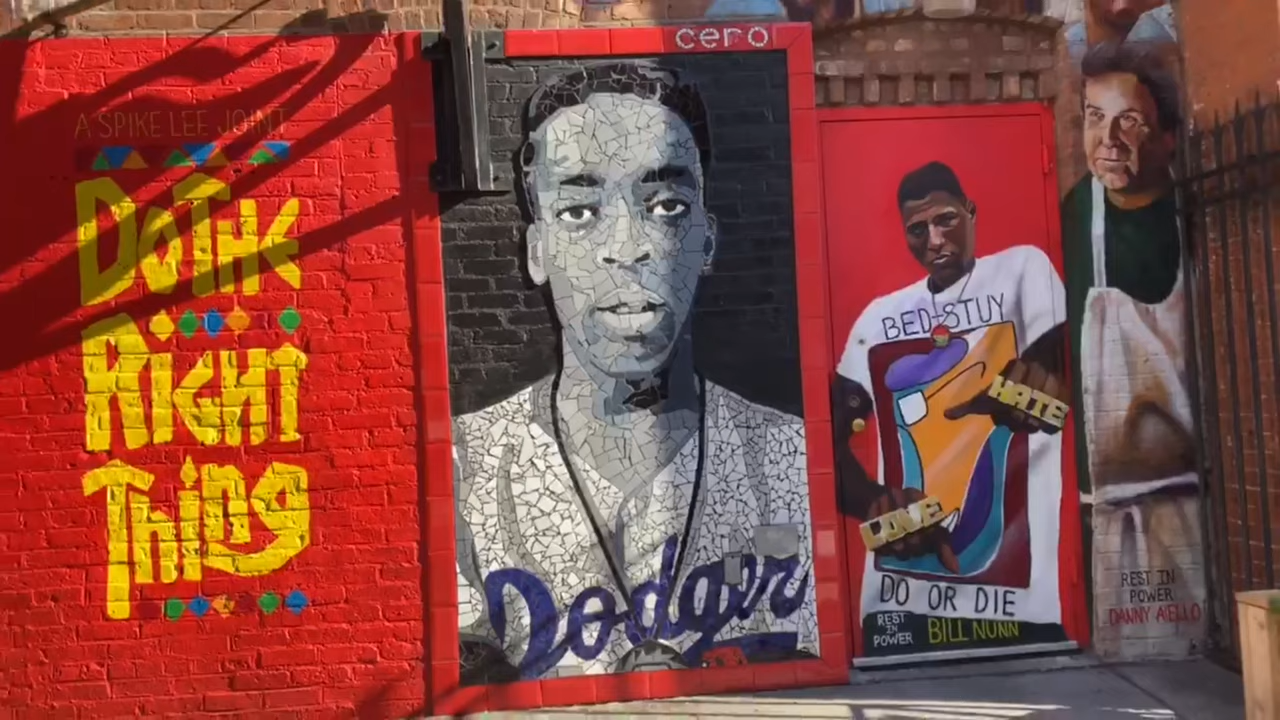 A SPIKE LEE JOINT
DO THE
RIGHT
THING
cero
Dodgers
BED-STUY
HATE
LOVE
DO OR DIE
REST
IN
POWER
BILL NUNN
REST IN
POWER
DANNY AIELLO